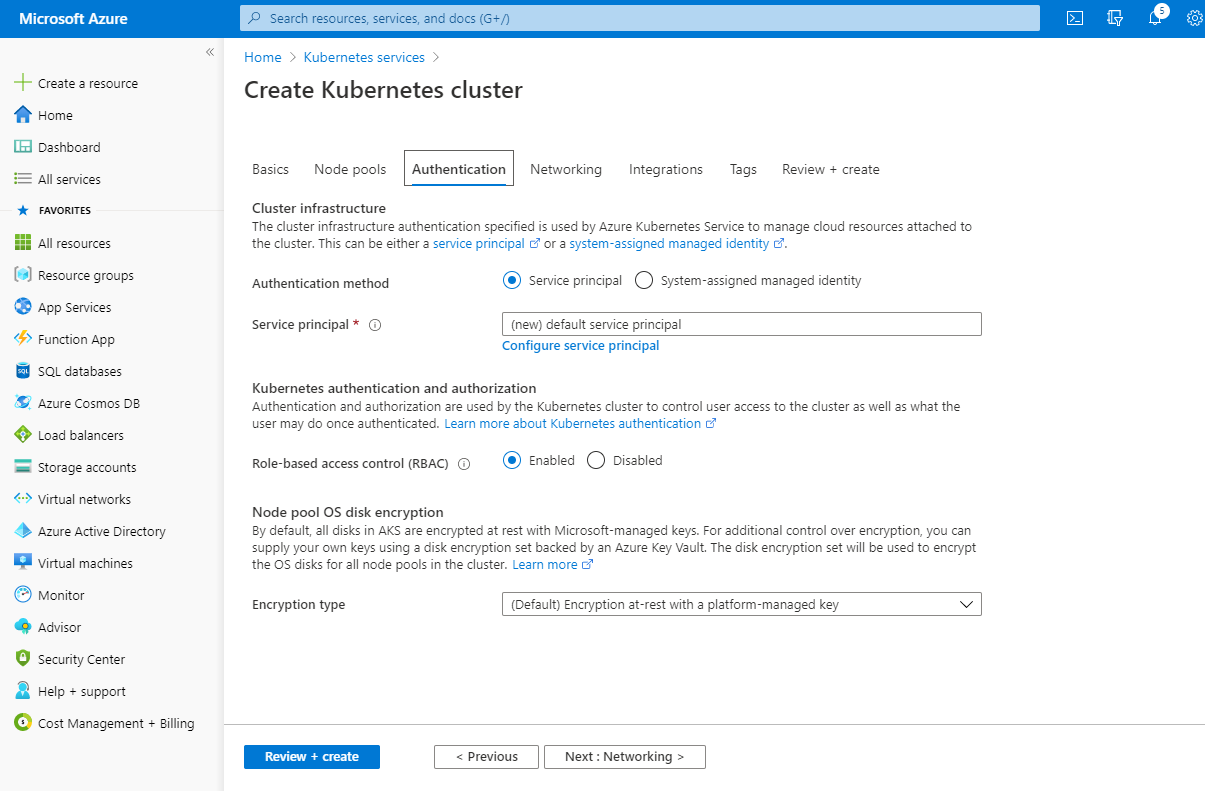 Microsoft Azure
Search resources, services, and docs (G+/)
5
«
Create a resource
Home
Dashboard
All services
FAVORITES
All resources
Resource groups
App Services
Function App
SQL databases
Azure Cosmos DB
Load balancers
Storage accounts
Virtual networks
Azure Active Directory
Virtual machines
Monitor
Advisor
Security Center
Help + support
Cost Management + Billing
Home > Kubernetes services >
Create Kubernetes cluster
Basics Node pools Authentication Networking Integrations Tags Review + create
Cluster infrastructure
The cluster infrastructure authentication specified is used by Azure Kubernetes Service to manage cloud resources attached to
the cluster. This can be either a service principal or a system-assigned managed identity.
Authentication method Service principal System-assigned managed identity
Service principal * (new) default service principal
Configure service principal
Kubernetes authentication and authorization
Authentication and authorization are used by the Kubernetes cluster to control user access to the cluster as well as what the
user may do once authenticated. Learn more about Kubernetes authentication
Role-based access control (RBAC) Enabled Disabled
Node pool OS disk encryption
By default, all disks in AKS are encrypted at rest with Microsoft-managed keys. For additional control over encryption, you can
supply your own keys using a disk encryption set backed by an Azure Key Vault. The disk encryption set will be used to encrypt
the OS disks for all node pools in the cluster. Learn more
Encryption type (Default) Encryption at-rest with a platform-managed key
Review + create < Previous Next : Networking >